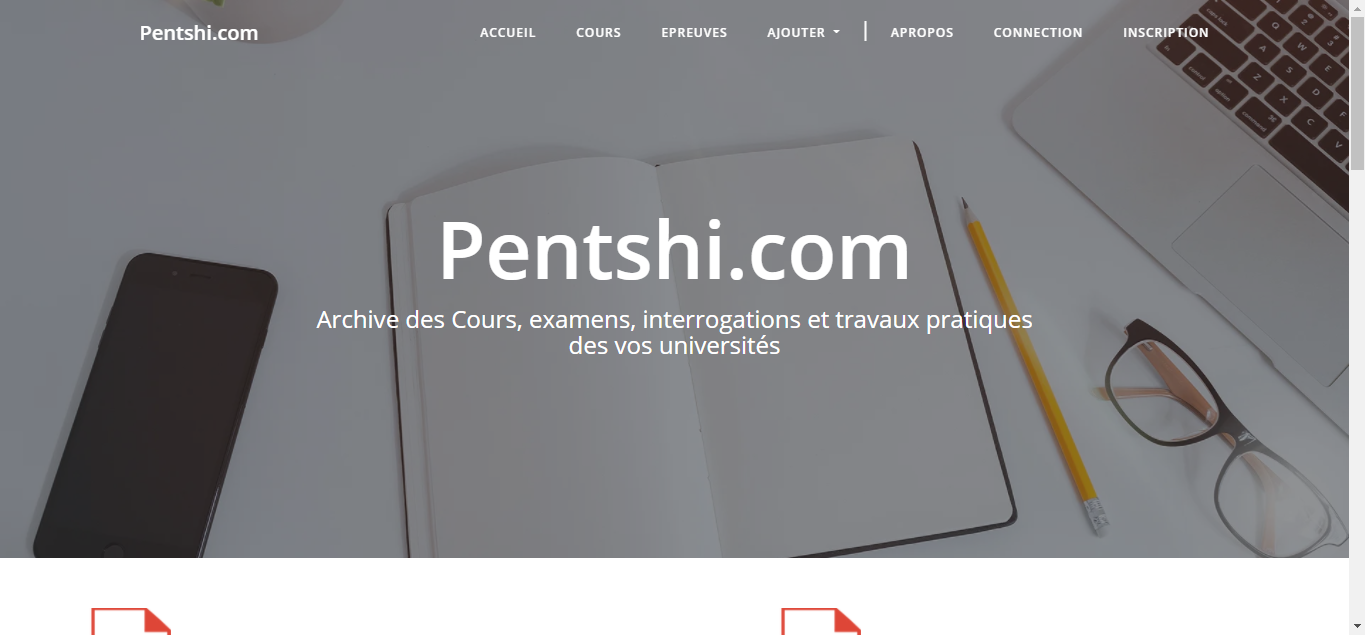 Pentshi.com
ACCUEIL COURS EPREUVES AJOUTER APROPOS CONNECTION INSCRIPTION
Pentshi.com
Archive des Cours, examens, interrogations et travaux pratiques
des vos universités